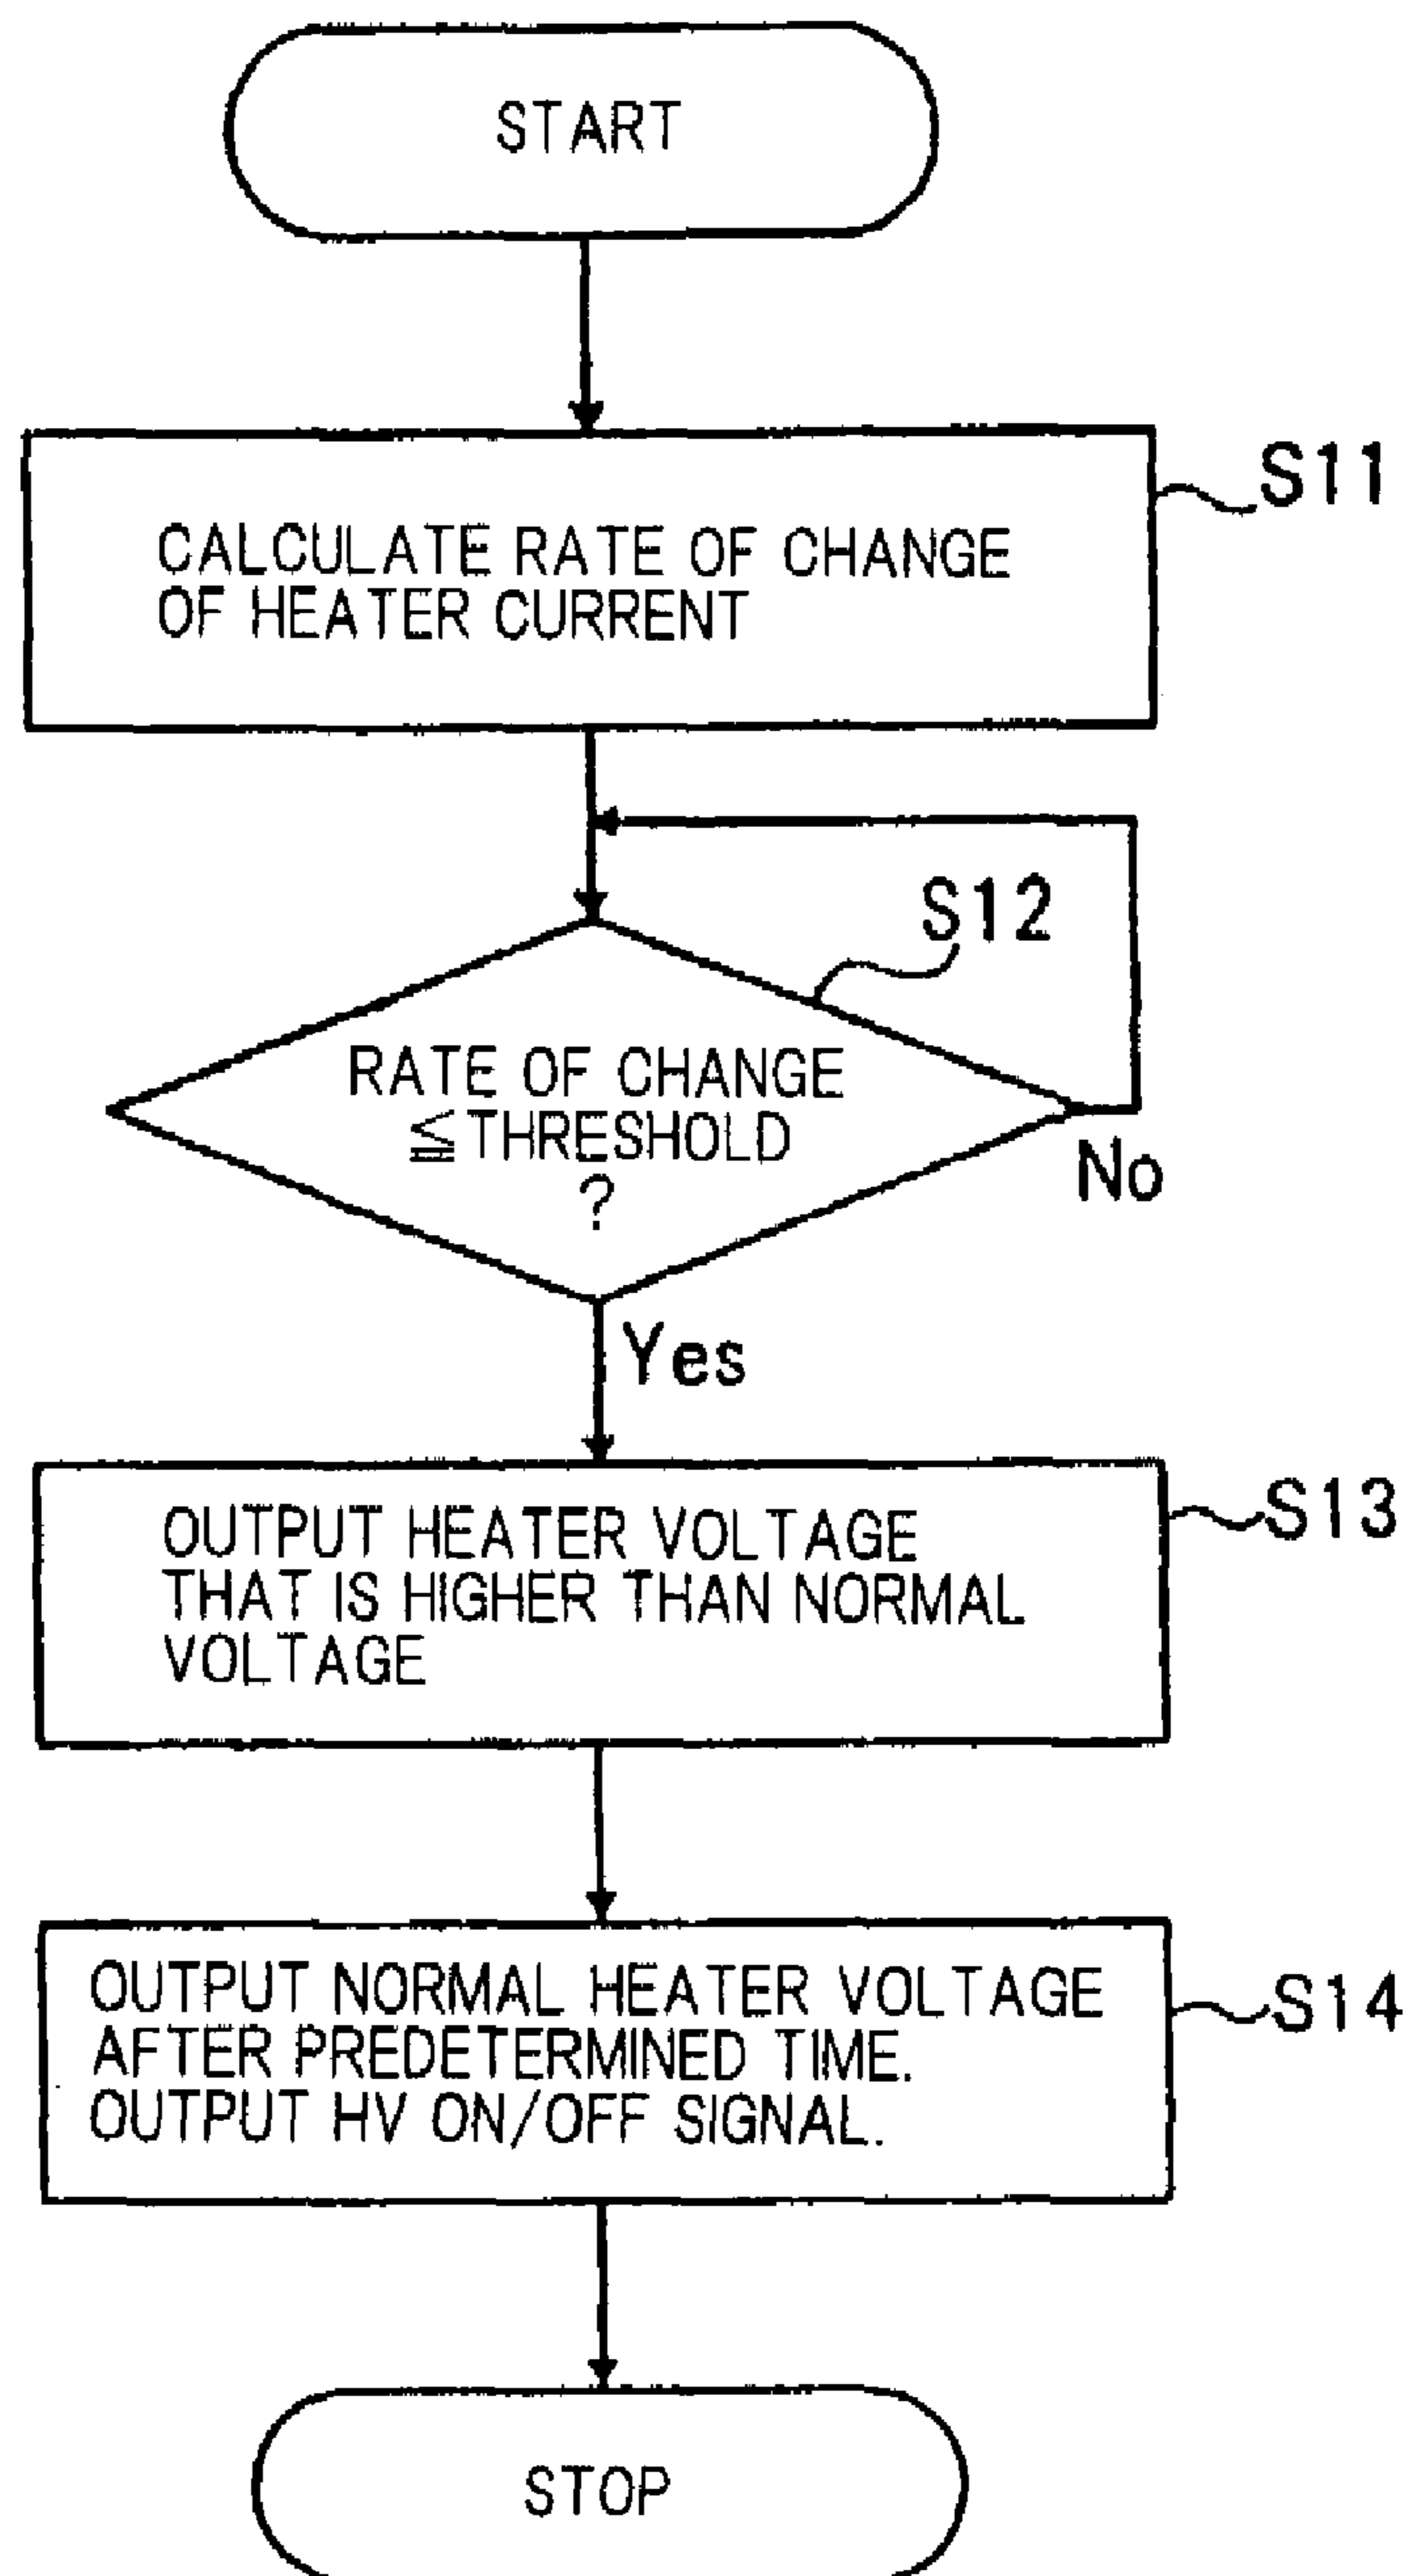 START
S11
CALCULATE RATE OF CHANGE
OF HEATER CURRENT
S12
RATE OF CHANGE
≦THRESHOLD
?
No
Yes
S13
OUTPUT HEATER VOLTAGE
THAT IS HIGHER THAN NORMAL
VOLTAGE
S14
OUTPUT NORMAL HEATER VOLTAGE
AFTER PREDETERMINED TIME.
OUTPUT HV ON/OFF SIGNAL.
STOP